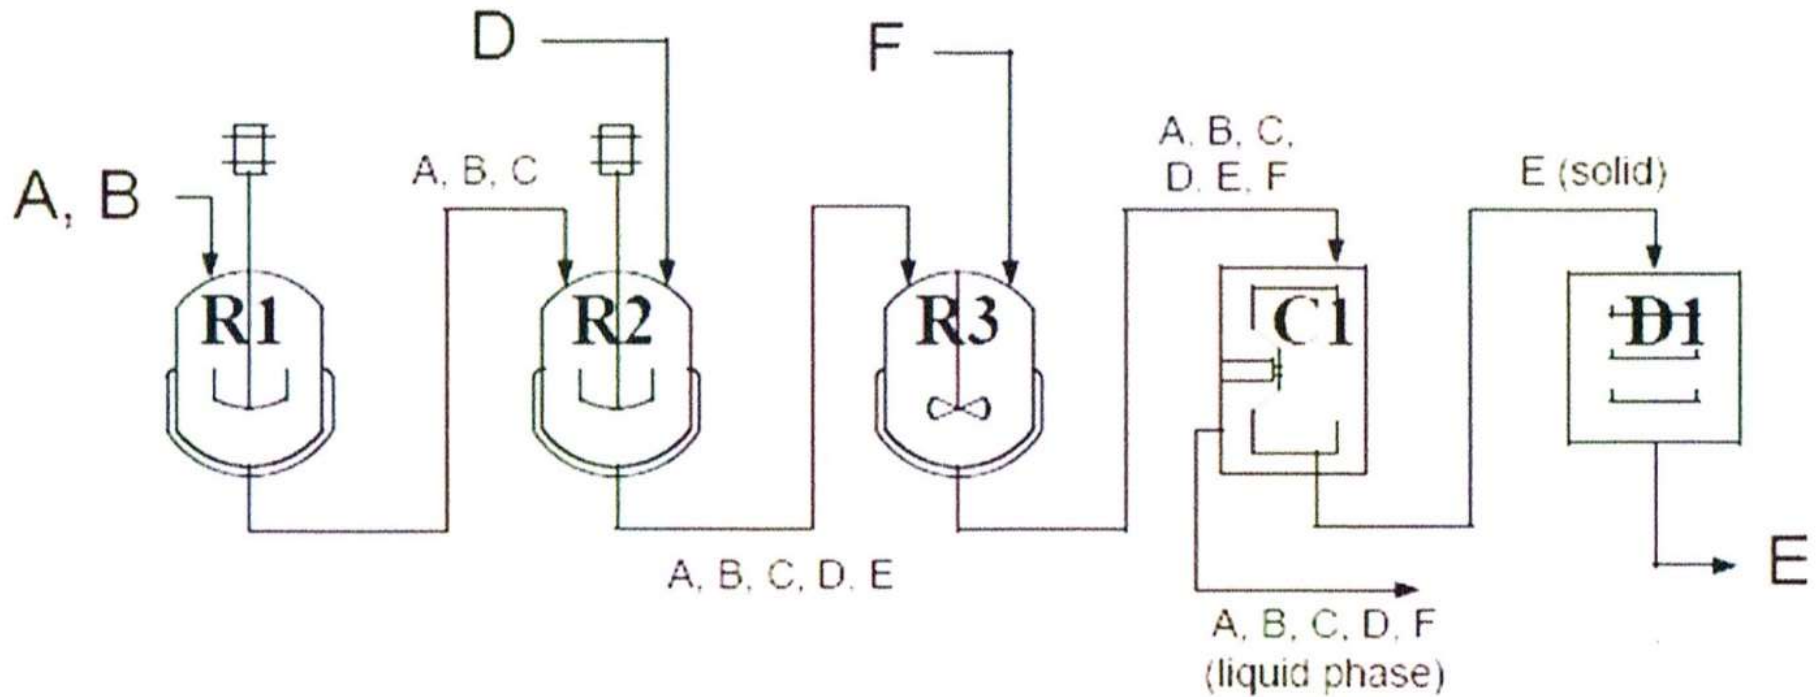 D
F
A, B, C,
D, E, F
A, B
A, B, C
E (solid)
R1
R2
R3
C1
D1
A, B, C, D, E
E
A, B, C, D, F
(liquid phase)